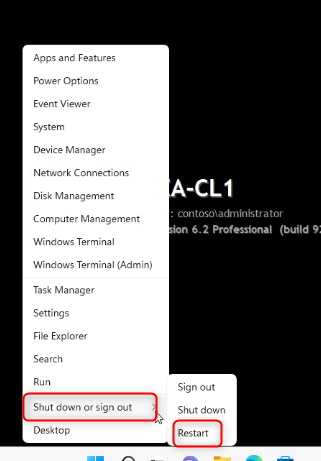 Apps and Features
Power Options
Event Viewer
System
Device Manager
Network Connections
Disk Management
Computer Management
Windows Terminal
Windows Terminal (Admin)
Task Manager
Settings
File Explorer
Search
Run
Shut down or sign out
Desktop
Sign out
Shut down
Restart
A-CL1
: contoso\administrator
sion 6.2 Professional (build 92